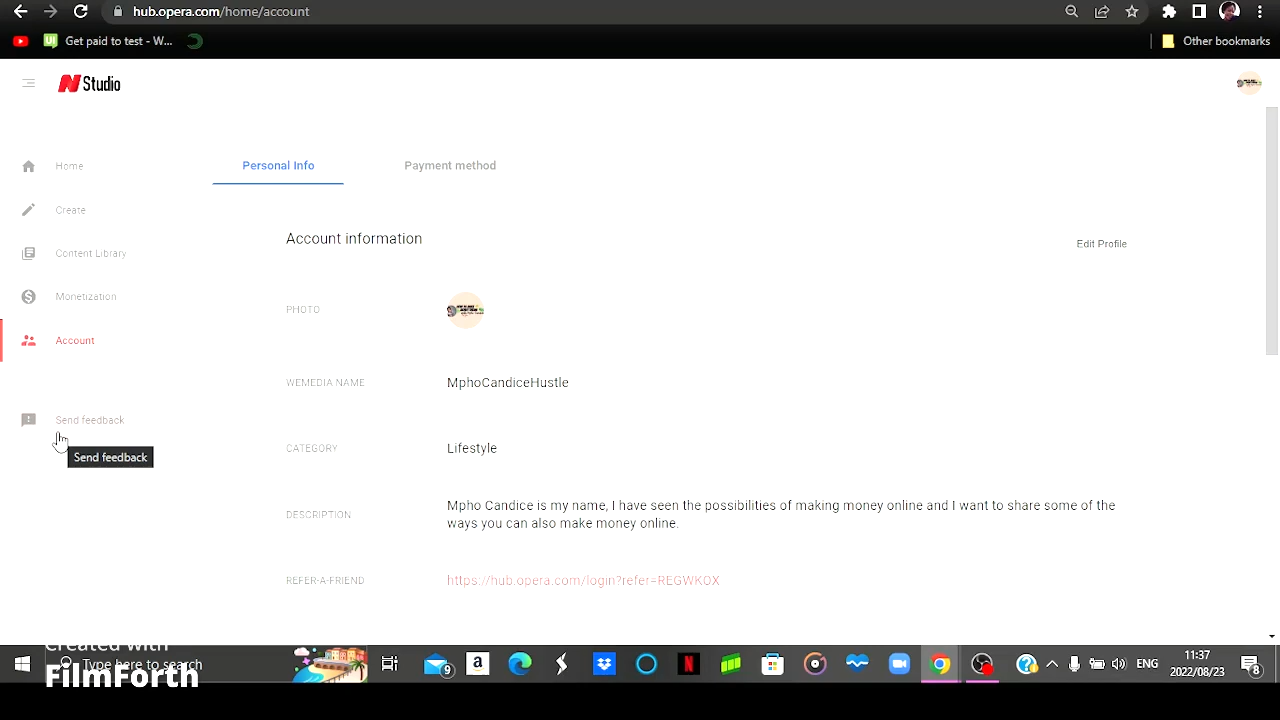 hub.opera.com/home/account
Get paid to test - W...
Other bookmarks
N Studio
Home
Create
Content Library
Monetization
Account
Send feedback
Send feedback
Personal Info
Payment method
Account information
Edit Profile
PHOTO
WEMEDIA NAME
MphoCandiceHustle
CATEGORY
Lifestyle
DESCRIPTION
Mpho Candice is my name, I have seen the possibilities of making money online and I want to share some of the
ways you can also make money online.
REFER-A-FRIEND
https://hub.opera.com/login?refer=REGWKOX
Created with
FilmForth
Type here to search
9
ENG
11:37
2022/08/23
8